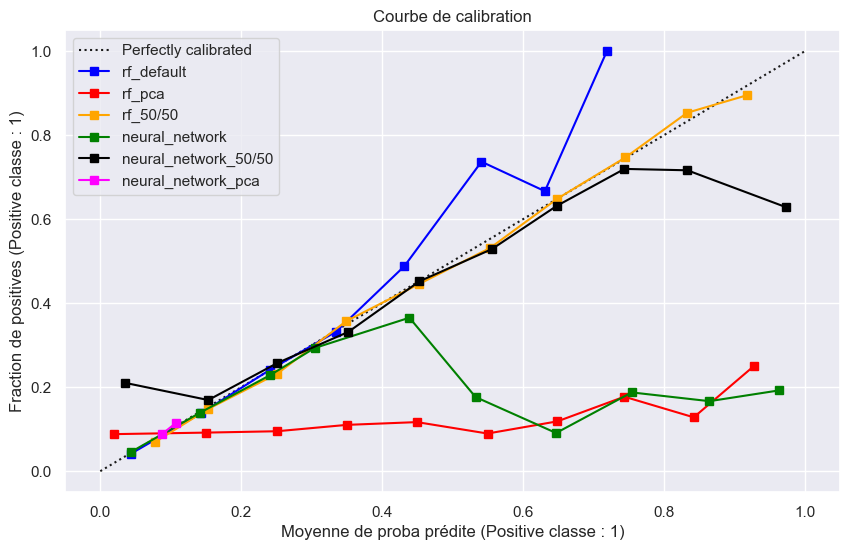 Courbe de calibration
Perfectly calibrated
rf_default
rf_pca
rf_50/50
neural_network
neural_network_50/50
neural_network_pca
Fraction de positives (Positive classe : 1)
1.0
0.8
0.6
0.4
0.2
0.0
0.0 0.2 0.4 0.6 0.8 1.0
Moyenne de proba prédite (Positive classe : 1)